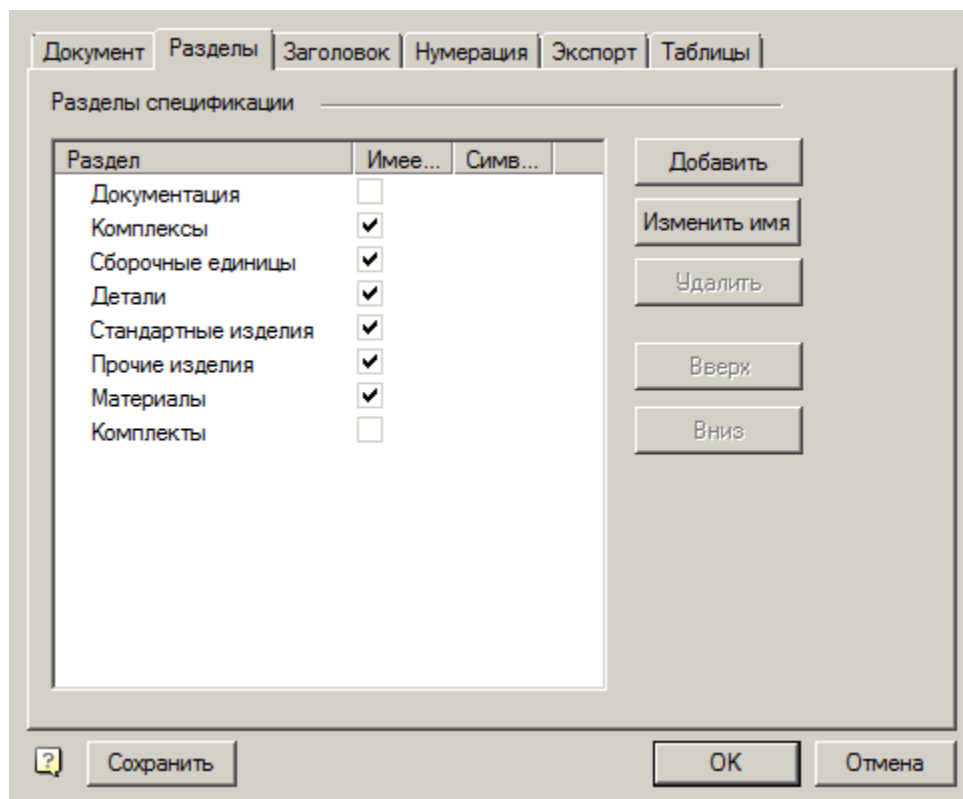 Документ Разделы Заголовок Нумерация Экспорт Таблицы
Разделы спецификации
Раздел Имее... Симв...
Документация
Комплексы
Сборочные единицы
Детали
Стандартные изделия
Прочие изделия
Материалы
Комплекты
Добавить
Изменить имя
Удалить
Вверх
Вниз
? Сохранить OK Отмена